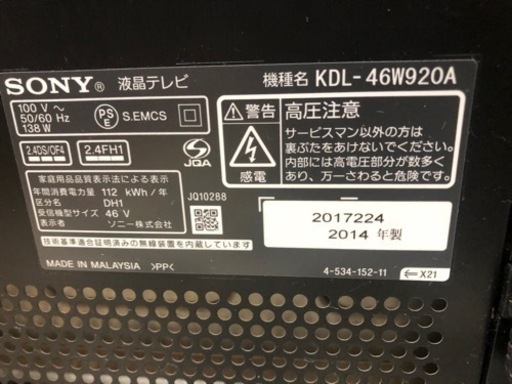 SONY® 液晶テレビ
機種名 KDL-46W920A
100 V ～
50/60 Hz
138 W
PSE
S.EMCS
2.4DS/OF4
2.4FH1
JQA
警告
感電
高圧注意
サービスマン以外の方は
裏ぶたをあけないでください。
内部には高電圧部分が数多く
あり、万一さわると危険です。
家庭用品品質表示法による表示
年間消費電力量 112 kWh／年
区分名 DH1
受信機型サイズ 46 V
表示者 ソニー株式会社
JQ10288
2017224
2014 年製
技術基準適合証明済みの無線装置を内蔵しています。
MADE IN MALAYSIA >PP<
4-534-152-11
X21